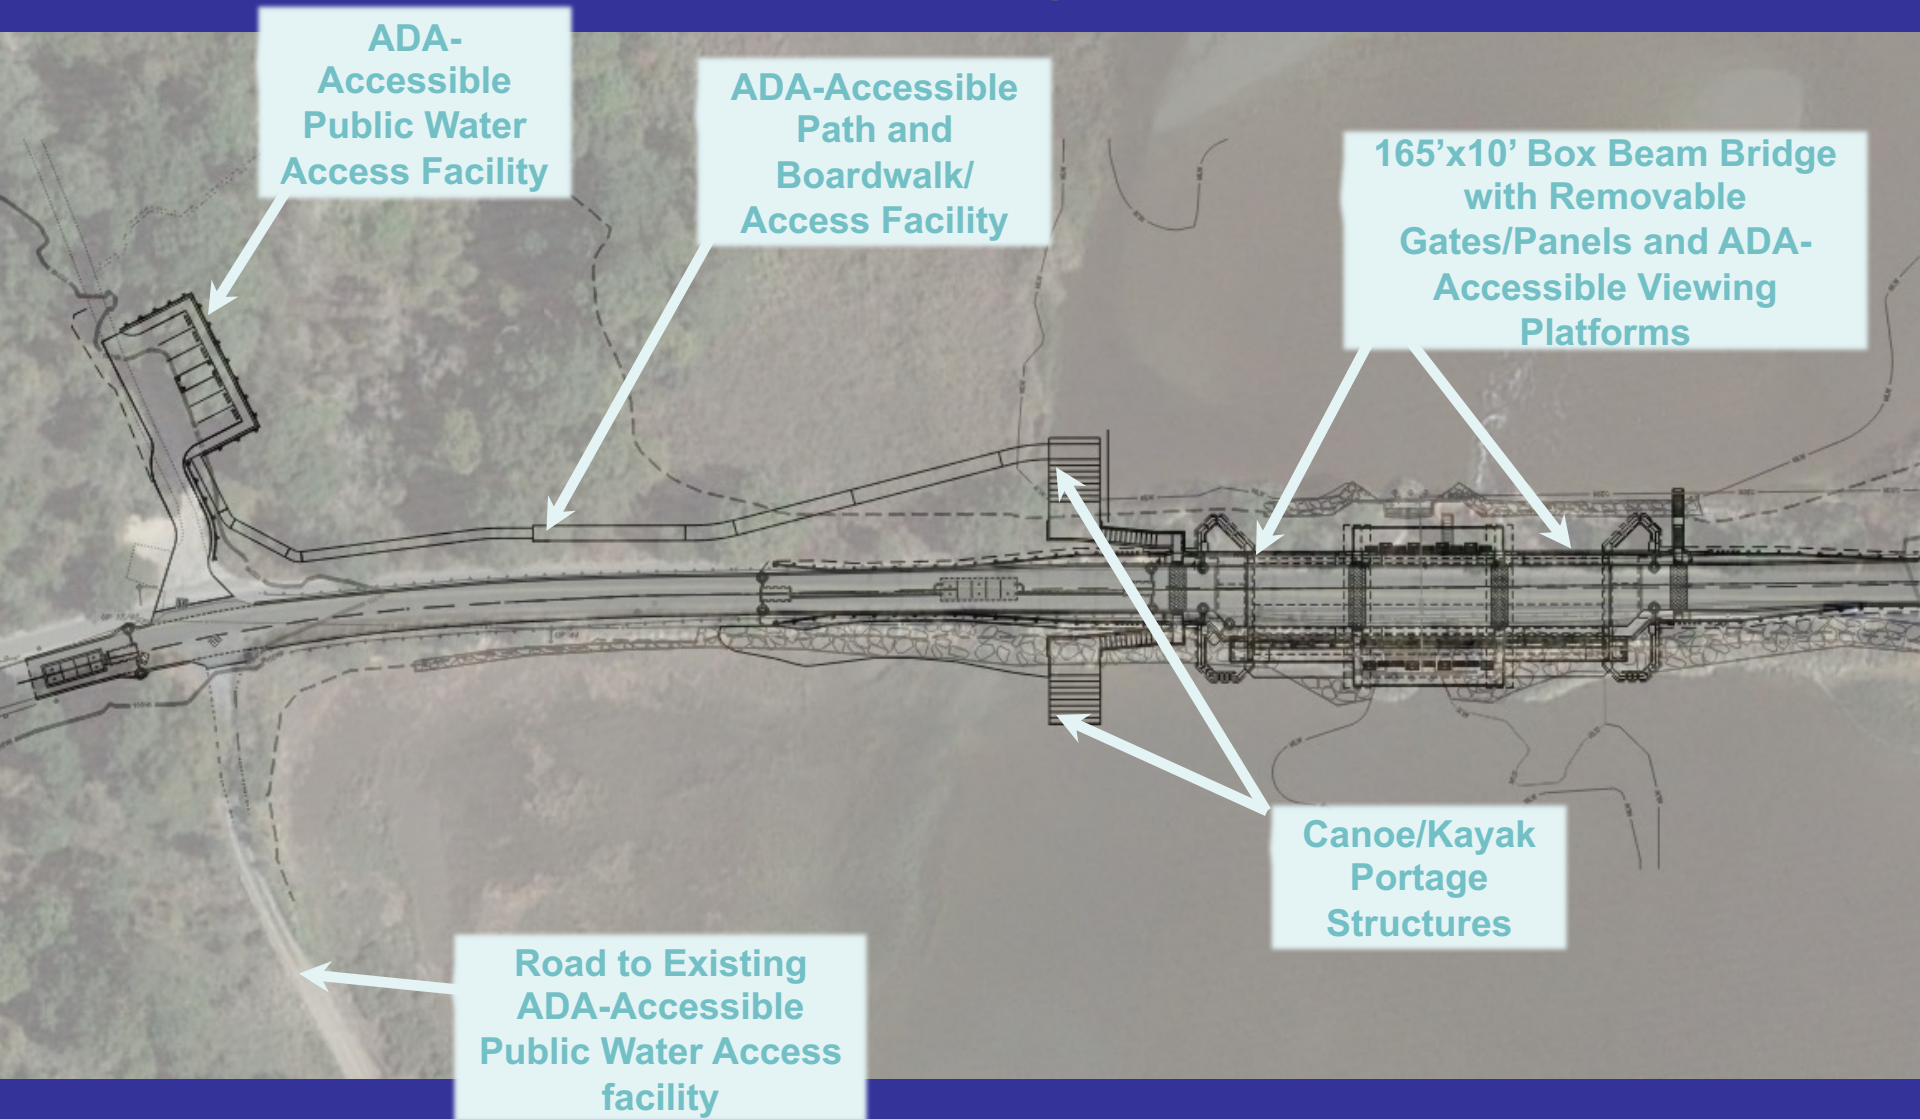 ADA-
Accessible
Public Water
Access Facility
ADA-Accessible
Path and
Boardwalk/
Access Facility
165’x10’ Box Beam Bridge
with Removable
Gates/Panels and ADA-
Accessible Viewing
Platforms
Canoe/Kayak
Portage
Structures
Road to Existing
ADA-Accessible
Public Water Access
facility